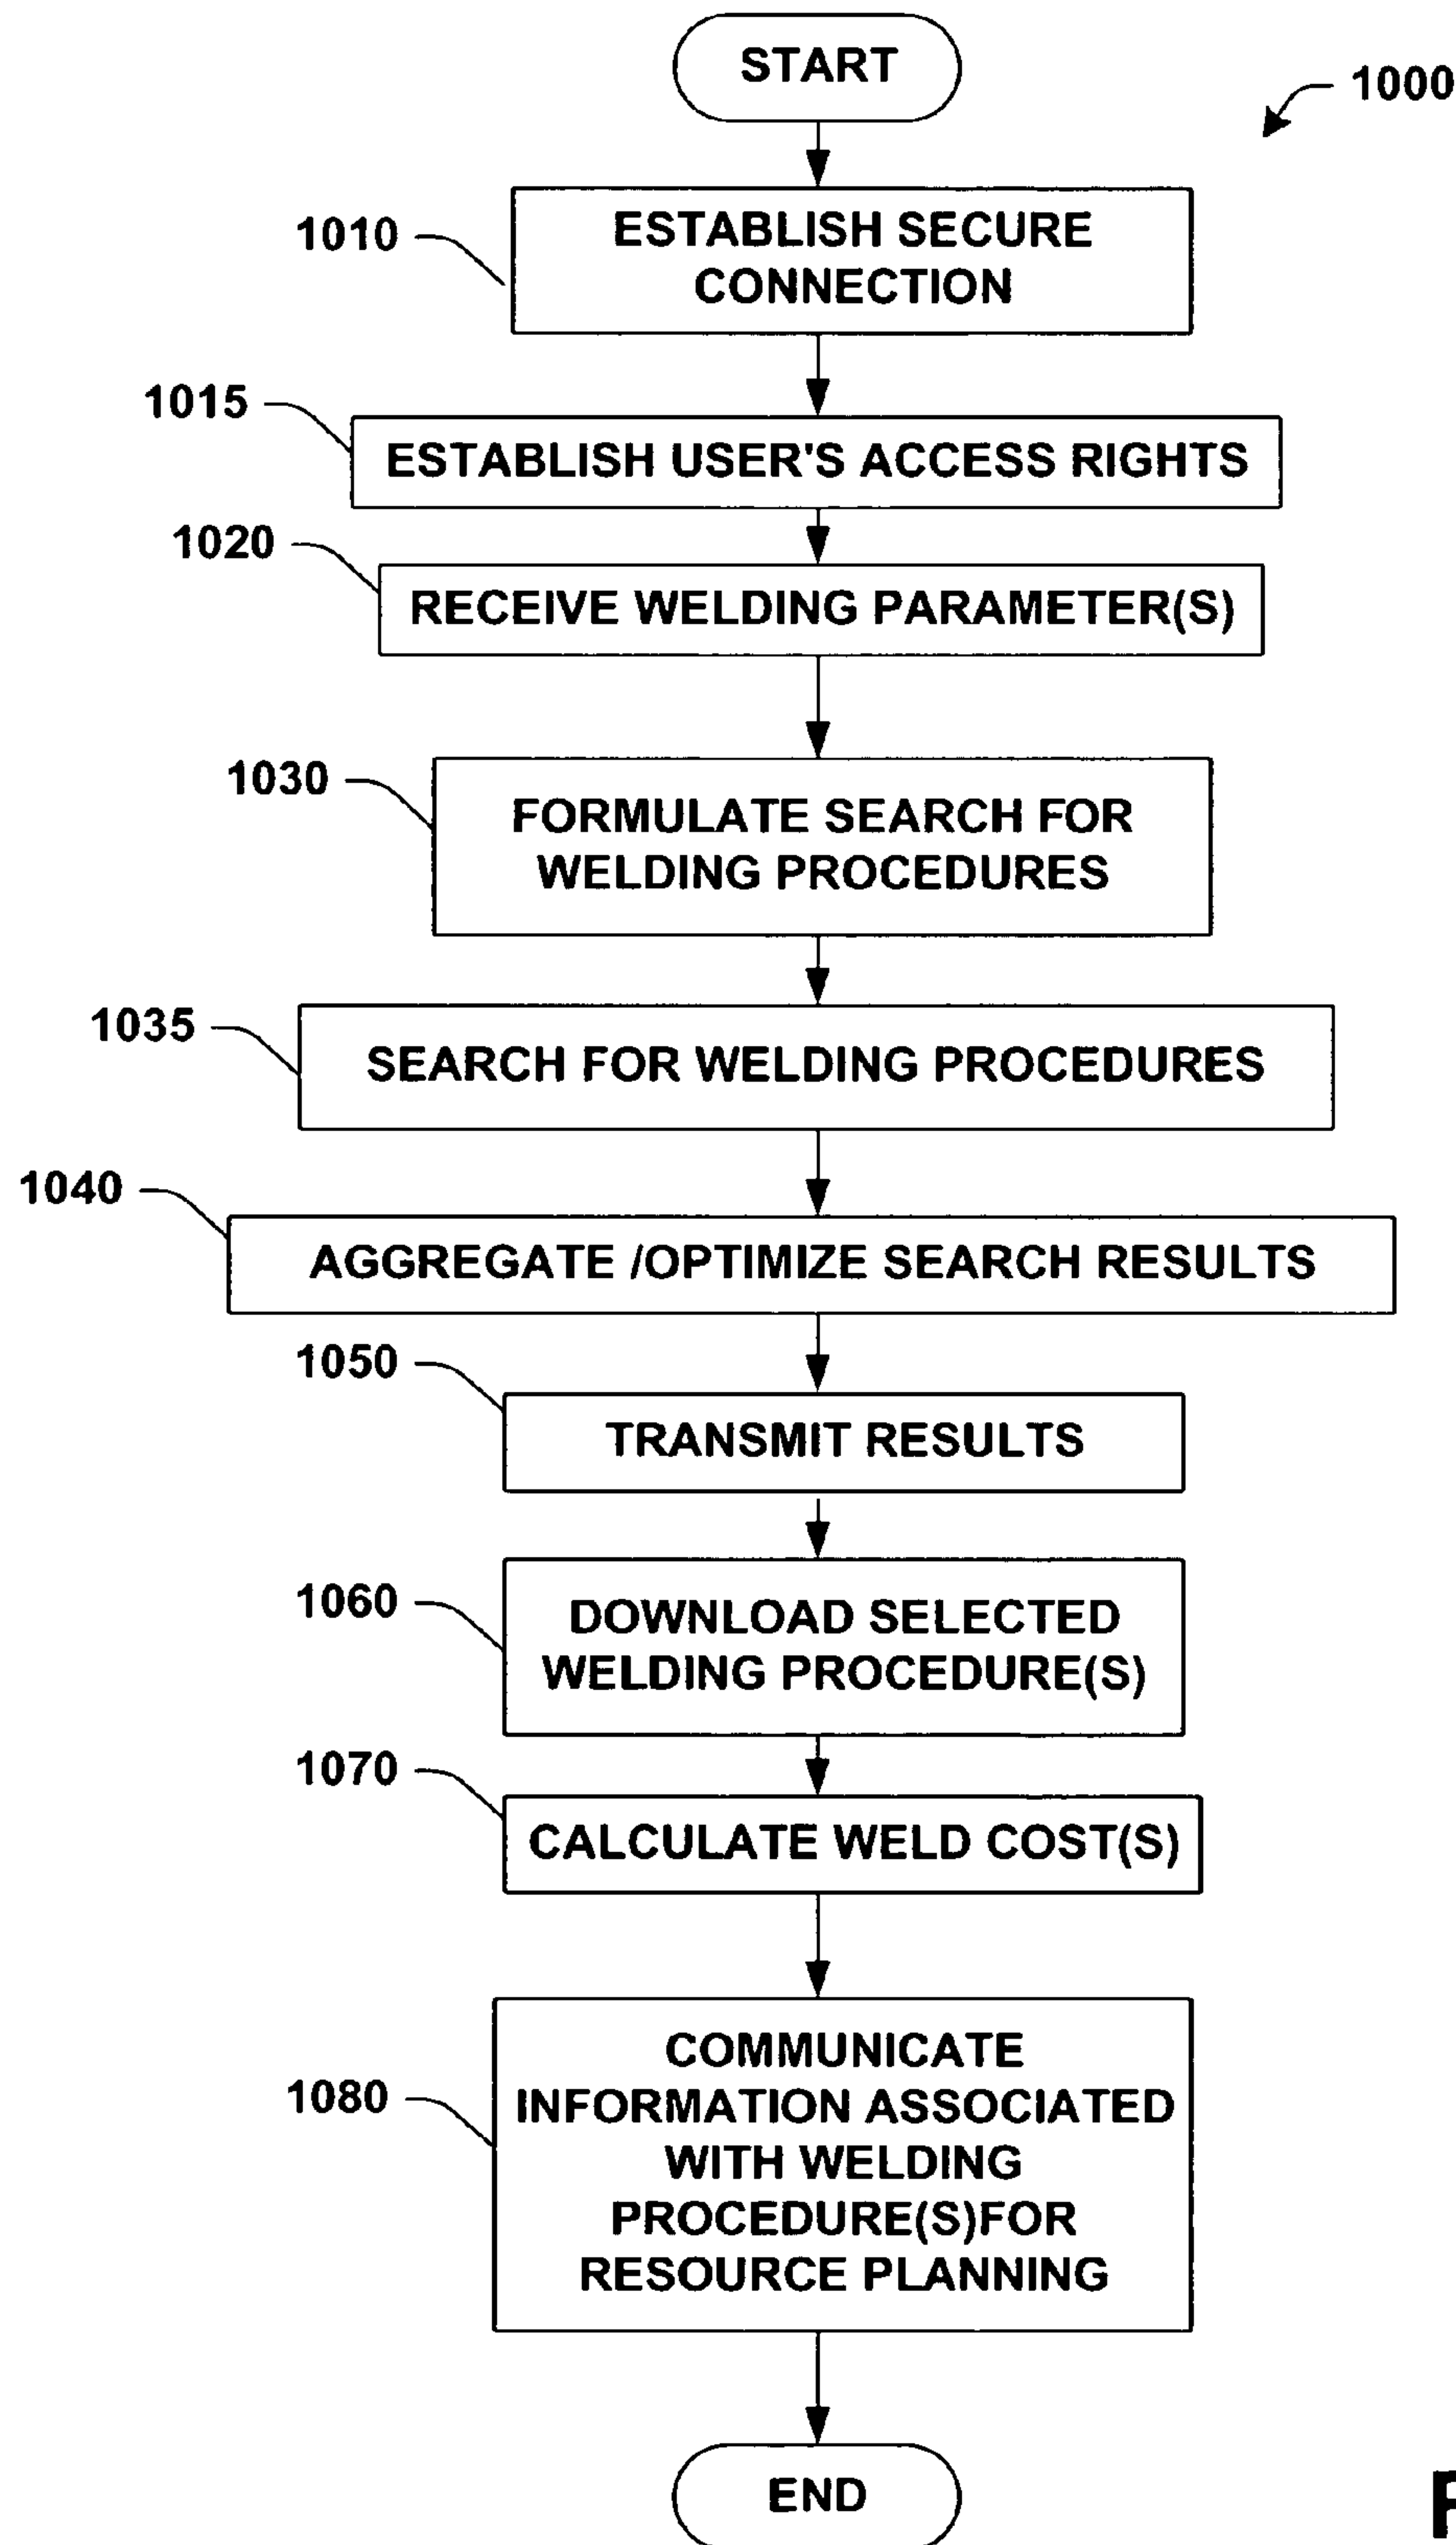 START
1000
1010
ESTABLISH SECURE
CONNECTION
1015
ESTABLISH USER'S ACCESS RIGHTS
1020
RECEIVE WELDING PARAMETER(S)
1030
FORMULATE SEARCH FOR
WELDING PROCEDURES
1035
SEARCH FOR WELDING PROCEDURES
1040
AGGREGATE /OPTIMIZE SEARCH RESULTS
1050
TRANSMIT RESULTS
1060
DOWNLOAD SELECTED
WELDING PROCEDURE(S)
1070
CALCULATE WELD COST(S)
1080
COMMUNICATE
INFORMATION ASSOCIATED
WITH WELDING
PROCEDURE(S)FOR
RESOURCE PLANNING
END